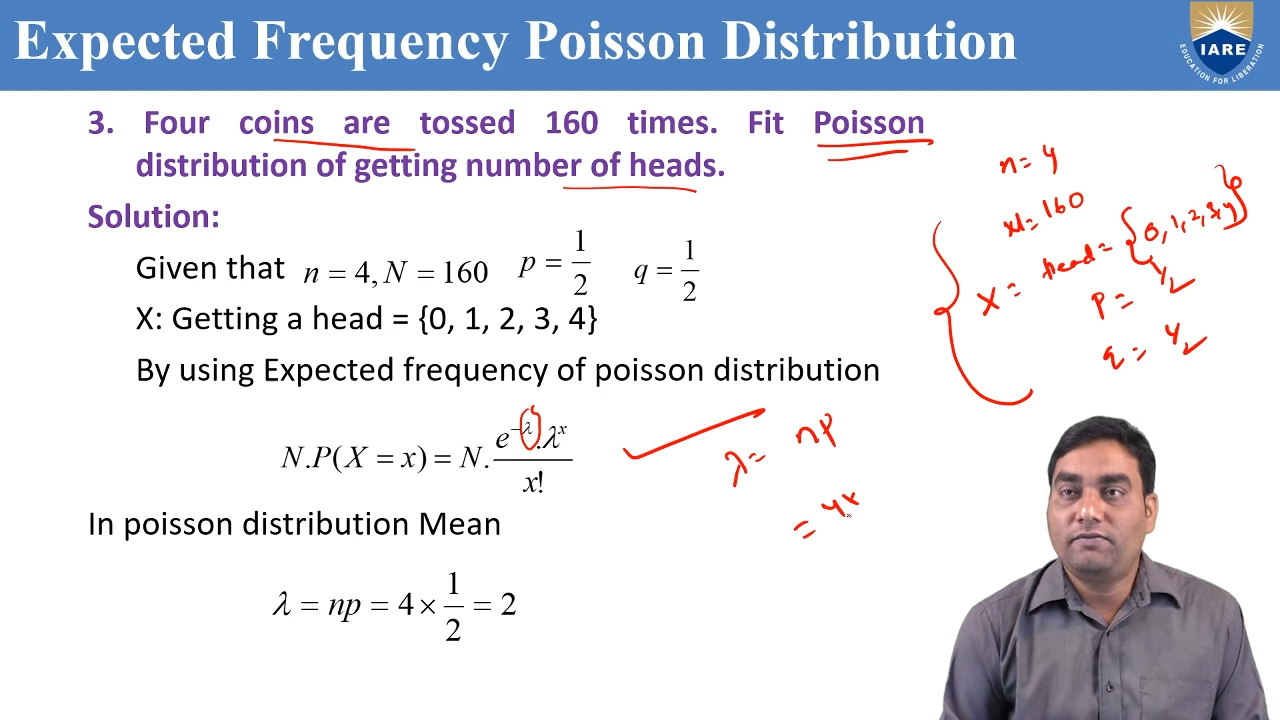 Expected Frequency Poisson Distribution
IARE
EDUCATION FOR LIBERATION
3. Four coins are tossed 160 times. Fit Poisson
distribution of getting number of heads.
Solution:
Given that n = 4, N = 160 p = 1/2 q = 1/2
X: Getting a head = {0, 1, 2, 3, 4}
By using Expected frequency of poisson distribution
N.P(X = x) = N. e^{-λ}.λ^x / x!
In poisson distribution Mean
λ = np = 4 × 1/2 = 2
n = 4
= 160
X = head = {0, 1, 2, 3, 4}
p = 1/2
q = 1/2
λ = np
= 4×